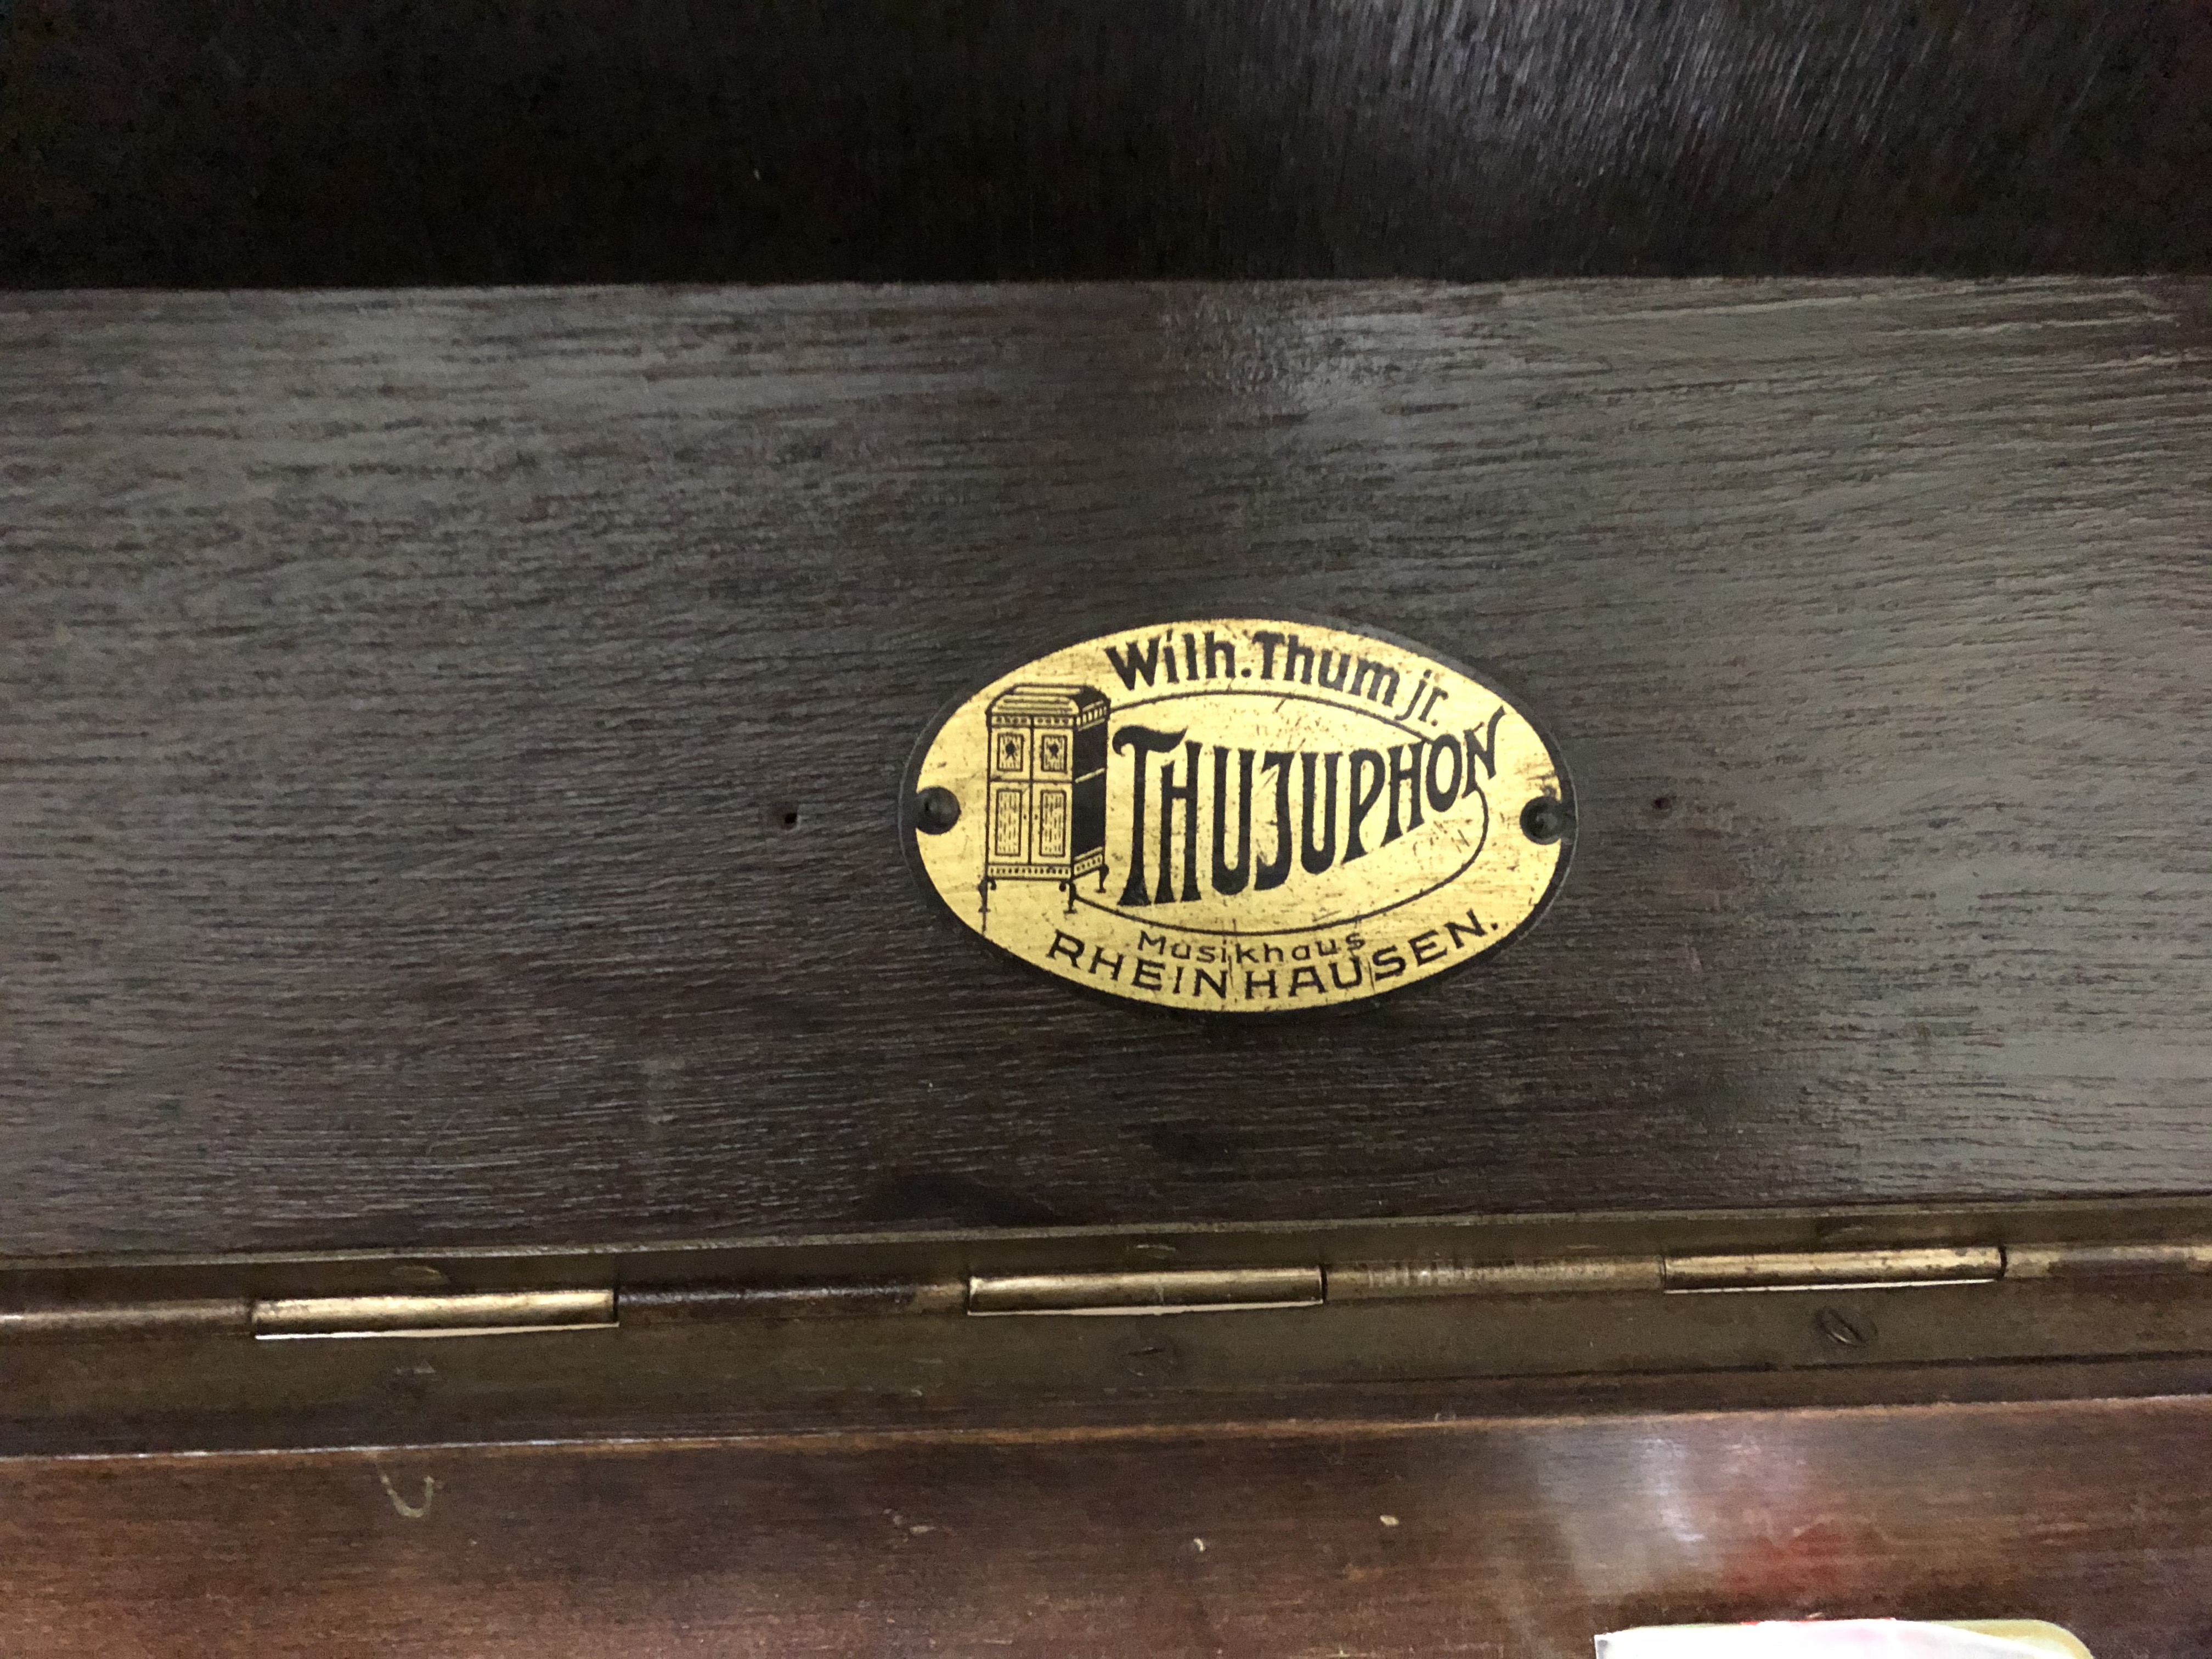 Wilh. Thum jr.
THUJUPHON
Musikhaus
RHEINHAUSEN.